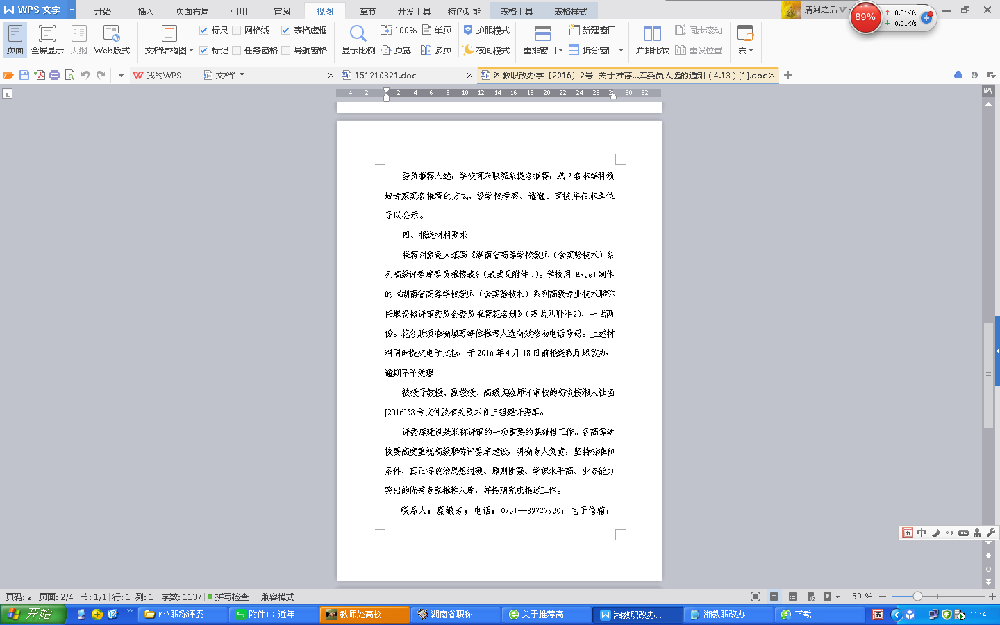 WPS 文字
开始 插入 页面布局 引用 审阅 视图 章节 开发工具 特色功能 表格工具 表格样式
清河之后
89%
0.01K/s
0.01K/s
页面 全屏显示 大纲 Web版式 文档结构图
标尺 网格线 表格虚框
标记 任务窗格 导航窗格
显示比例 100% 单页
页宽 多页
护眼模式
夜间模式
重排窗口 新建窗口
拆分窗口
并排比较 同步滚动
重设位置
宏
我的WPS 文档1 * 151210321.doc 湘教职改办字〔2016〕2号 关于推荐...库委员人选的通知（4.13）[1].doc
4 2 2 4 6 8 10 12 14 16 18 20 22 24 26 30 32
委员推荐人选，学校可采取院系提名推荐，或 2 名本学科领
域专家实名推荐的方式，经学校考察、遴选、审核并在本单位
予以公示。
四、报送材料要求
推荐对象逐人填写《湖南省高等学校教师（含实验技术）系
列高级评委库委员推荐表》（表式见附件 1）。学校用 Excel 制作
的《湖南省高等学校教师（含实验技术）系列高级专业技术职称
任职资格评审委员会委员推荐花名册》（表式见附件 2），一式两
份。花名册须准确填写每位推荐人选有效移动电话号码。上述材
料同时提交电子文档，于 2016 年 4 月 18 日前报送我厅职改办，
逾期不予受理。
被授予教授、副教授、高级实验师评审权的高校按湘人社函
[2016]58 号文件及有关要求自主组建评委库。
评委库建设是职称评审的一项重要的基础性工作。各高等学
校要高度重视高级职称评委库建设，明确专人负责，坚持标准和
条件，真正将政治思想过硬、原则性强、学识水平高、业务能力
突出的优秀专家推荐入库，并按期完成报送工作。
联系人：糜敏芳；电话：0731—89727930；电子信箱：
五 中
页码: 2 页面: 2/4 节: 1/1 行: 1 列: 1 字数: 1137 拼写检查 兼容模式 59 %
开始 F:\职称评委... 附件1：近年... 教师处高校... 湖南省职称... 关于推荐高... 湘教职改办... 湘教职改办... 下载 五 11:40